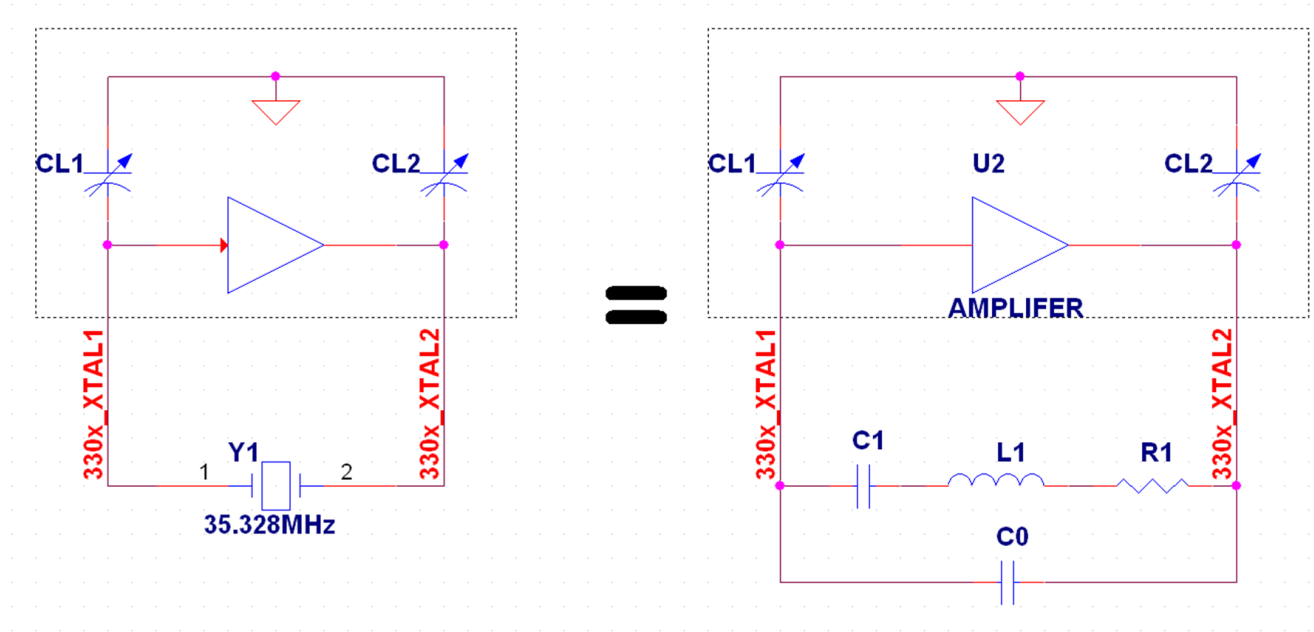 CL1
CL2
330x_XTAL1
330x_XTAL2
Y1
1
2
35.328MHz
=
CL1
U2
CL2
AMPLIFER
330x_XTAL1
330x_XTAL2
C1
L1
R1
C0